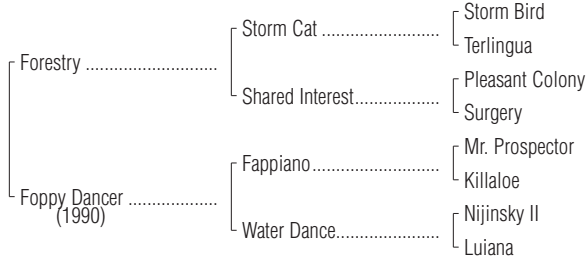 Storm Bird
Storm Cat ........................
Terlingua
Forestry ...........................
Pleasant Colony
Shared Interest.................
Surgery
Mr. Prospector
Fappiano..........................
Killaloe
Foppy Dancer ..................
(1990)
Nijinsky II
Water Dance.....................
Luiana